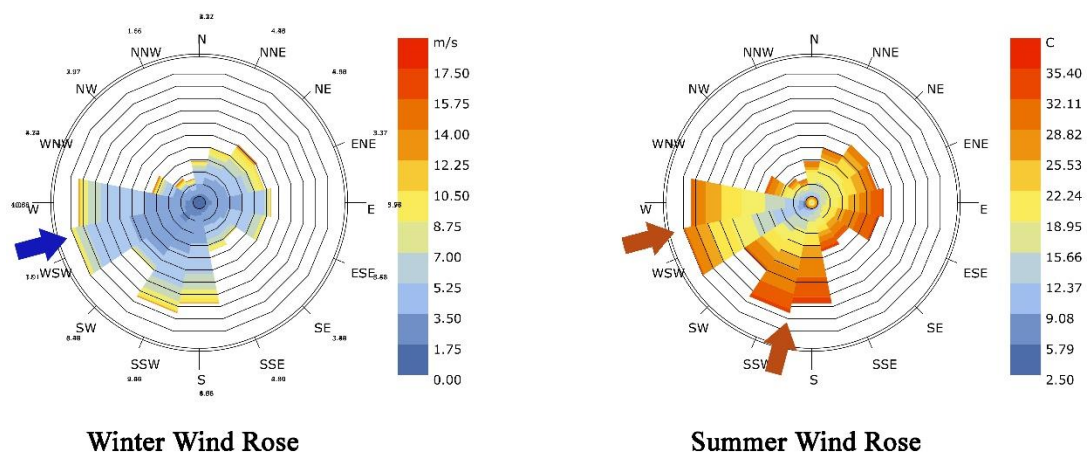 N
NNE
NE
ENE
E
ESE
SE
SSE
S
SSW
SW
WSW
W
WNW
NW
NNW
1.66
m/s
17.50
15.75
14.00
12.25
10.50
8.75
7.00
5.25
3.50
1.75
0.00
Winter Wind Rose
N
NNE
NE
ENE
E
ESE
SE
SSE
S
SSW
SW
WSW
W
WNW
NW
NNW
C
35.40
32.11
28.82
25.53
22.24
18.95
15.66
12.37
9.08
5.79
2.50
Summer Wind Rose